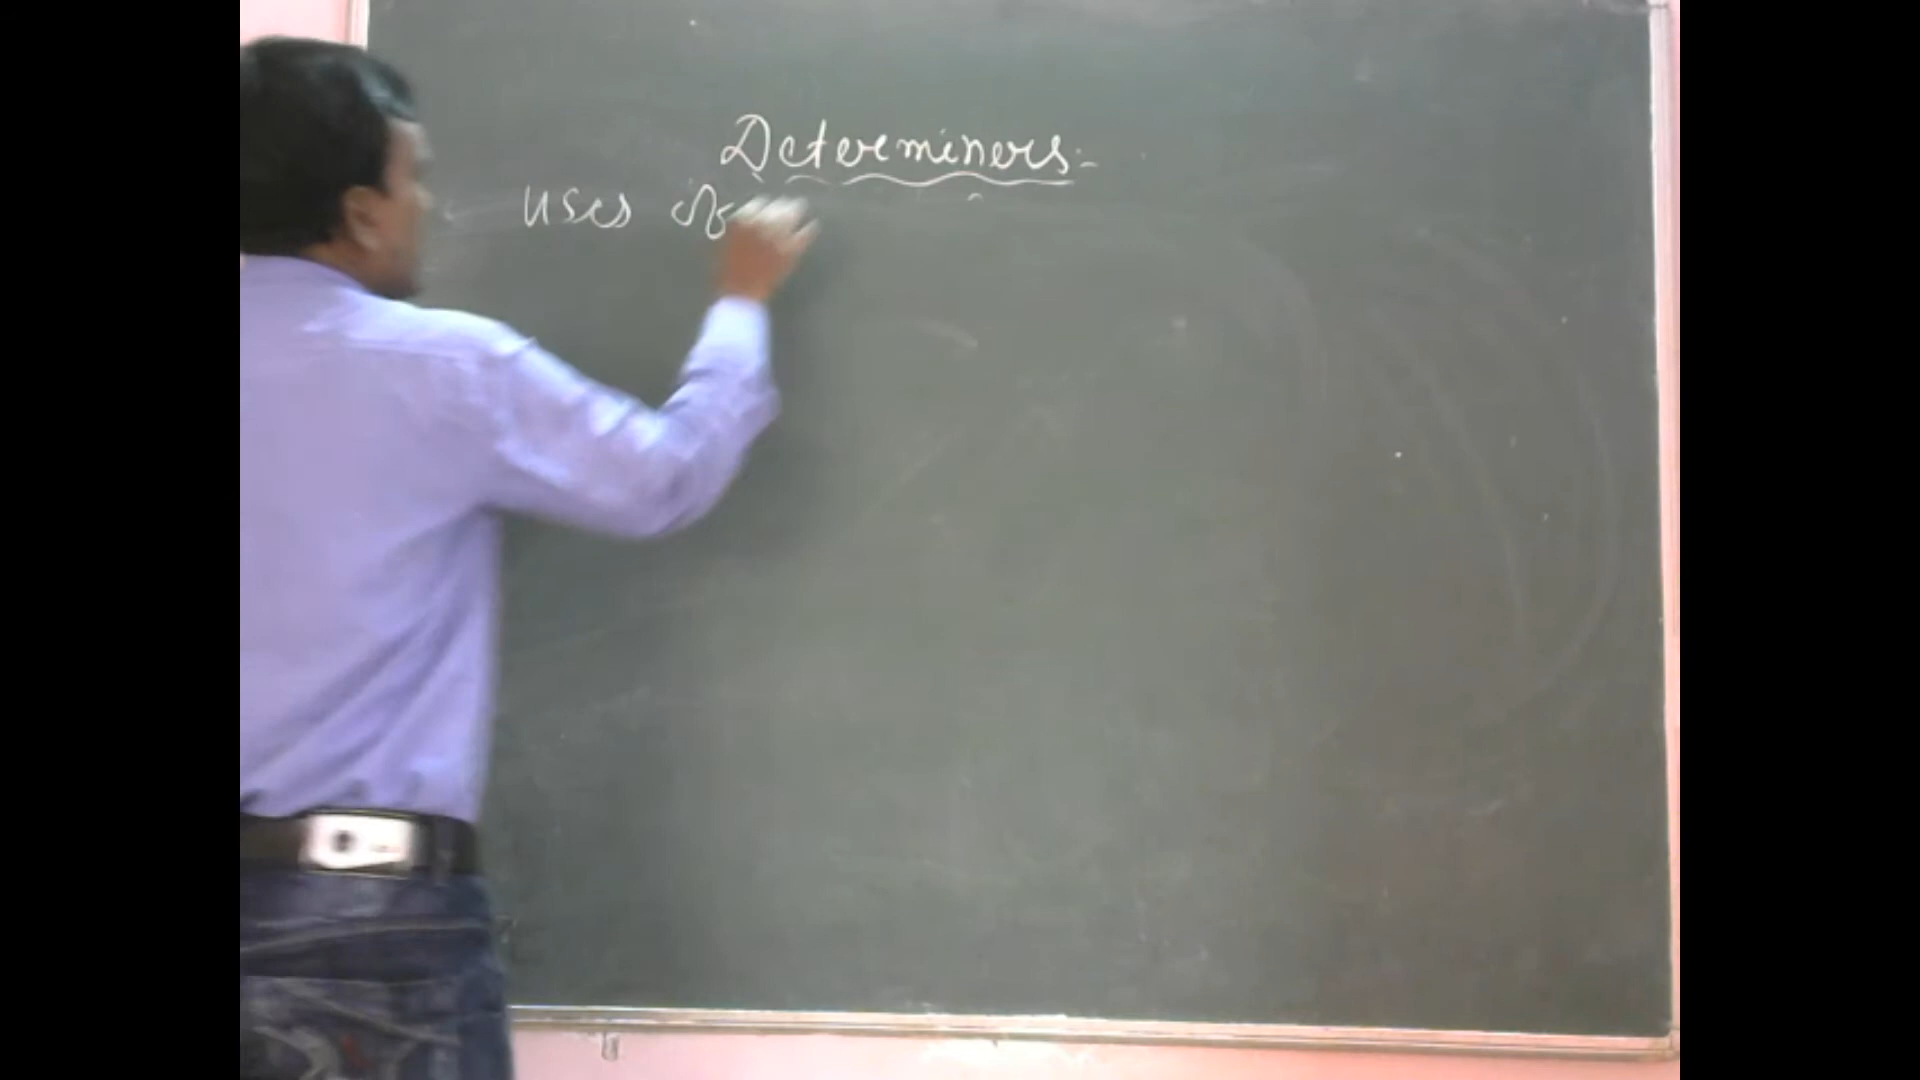 Determiners :-
uses of